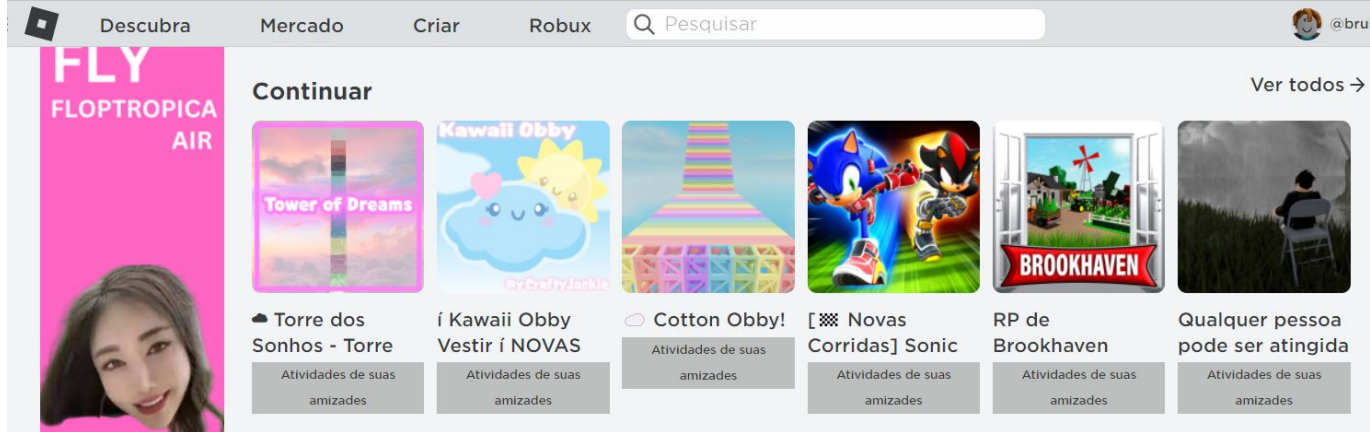 Descubra Mercado Criar Robux Pesquisar @bru
FLY
FLOPTROPICA
AIR
Continuar
Ver todos →
Tower of Dreams
Kawaii Obby
By CraftyJackie
BROOKHAVEN
Torre dos
Sonhos - Torre
Atividades de suas
amizades
í Kawaii Obby
Vestir í NOVAS
Atividades de suas
amizades
Cotton Obby!
Atividades de suas
amizades
[🏁 Novas
Corridas] Sonic
Atividades de suas
amizades
RP de
Brookhaven
Atividades de suas
amizades
Qualquer pessoa
pode ser atingida
Atividades de suas
amizades